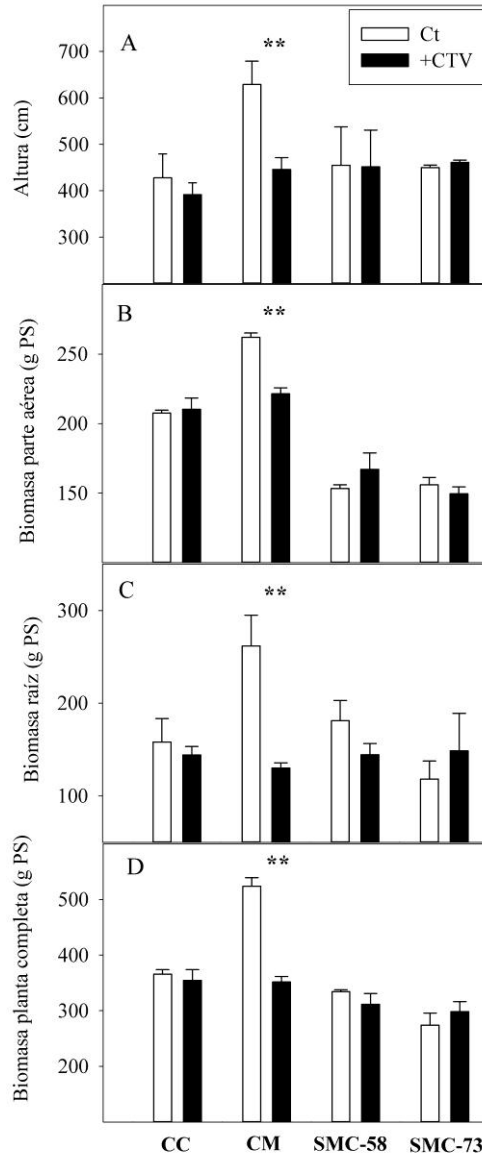 A
**
Ct
+CTV
Altura (cm)
700
600
500
400
300
B
**
Biomasa parte aérea (g PS)
250
200
150
C
**
Biomasa raíz (g PS)
300
200
100
D
**
Biomasa planta completa (g PS)
500
400
300
200
CC CM SMC-58 SMC-73